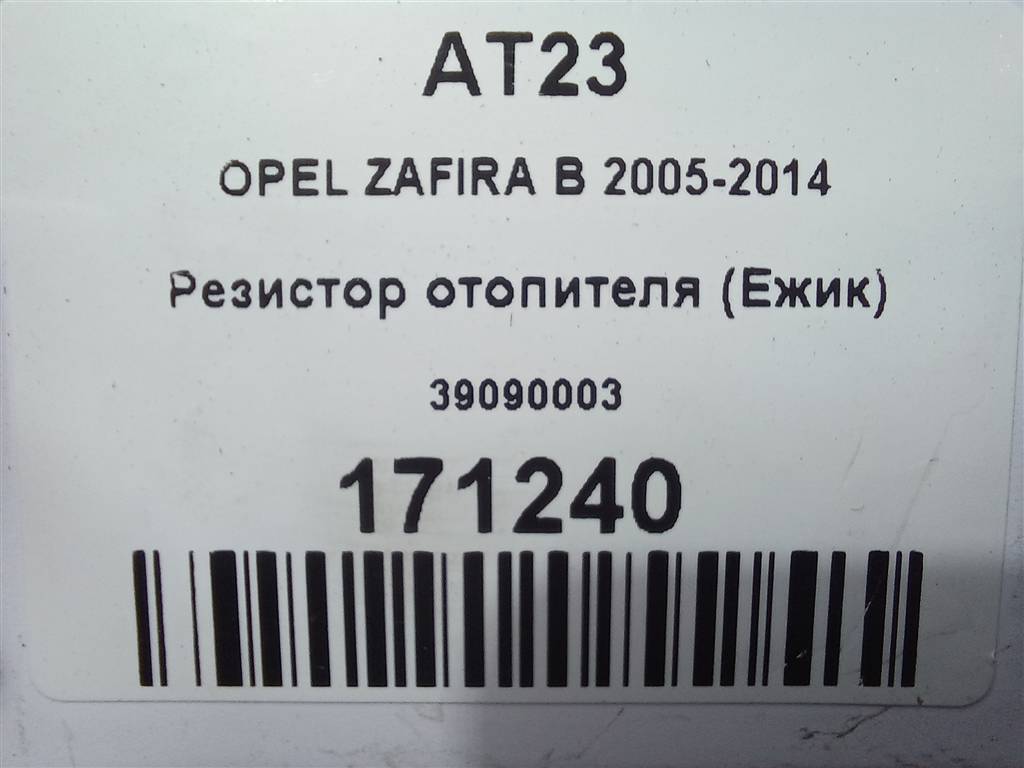 AT23
OPEL ZAFIRA B 2005-2014
Резистор отопителя (Ежик)
39090003
171240